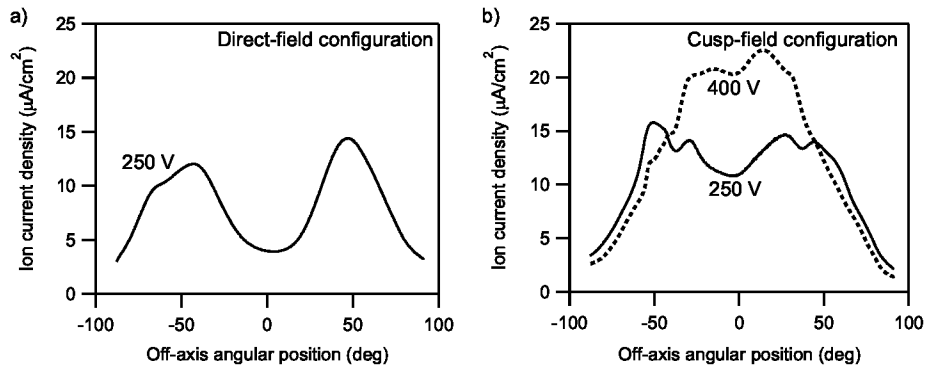 a)
25
20
15
10
5
0
Ion current density (μA/cm²)
Direct-field configuration
250 V
-100
-50
0
50
100
Off-axis angular position (deg)
b)
25
20
15
10
5
0
Ion current density (μA/cm²)
Cusp-field configuration
400 V
250 V
-100
-50
0
50
100
Off-axis angular position (deg)